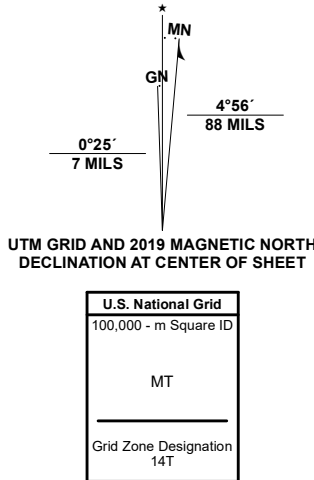 ★
MN
GN
0°25´
7 MILS
4°56´
88 MILS
UTM GRID AND 2019 MAGNETIC NORTH
DECLINATION AT CENTER OF SHEET
U.S. National Grid
100,000 - m Square ID
MT
Grid Zone Designation
14T